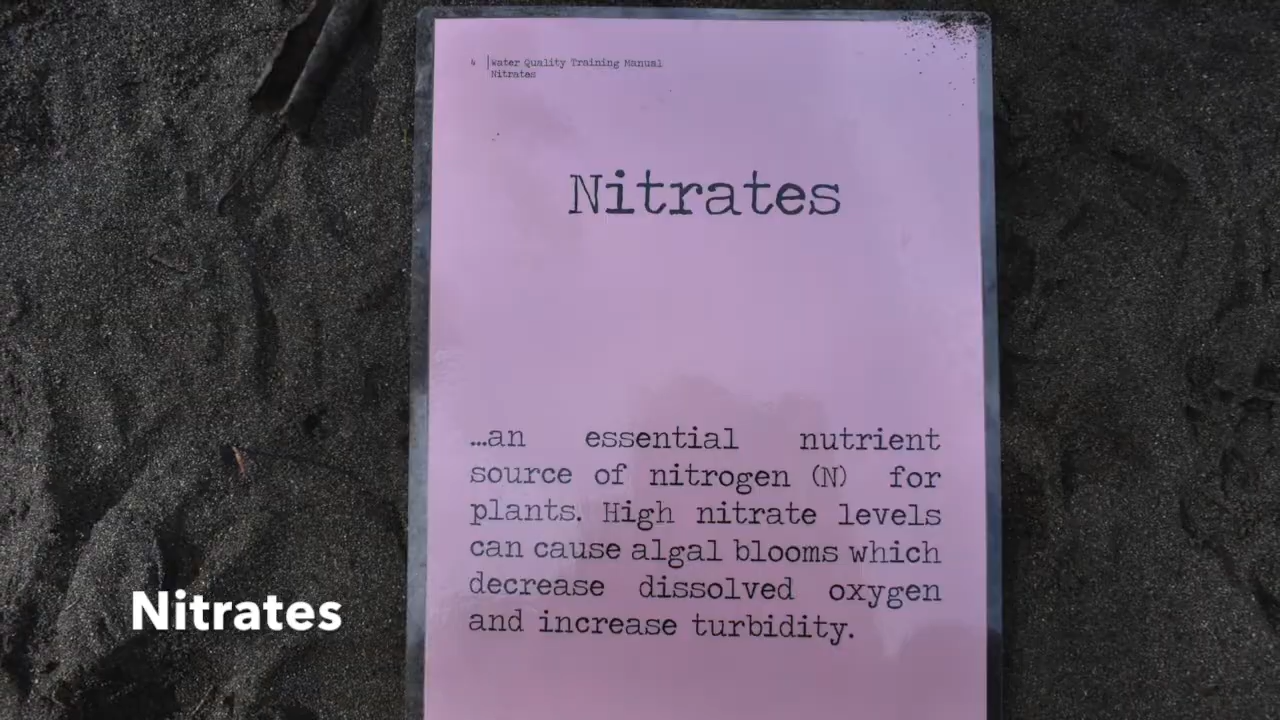 4 | Water Quality Training Manual
Nitrates
Nitrates
…an essential nutrient
source of nitrogen (N) for
plants. High nitrate levels
can cause algal blooms which
decrease dissolved oxygen
and increase turbidity.
Nitrates